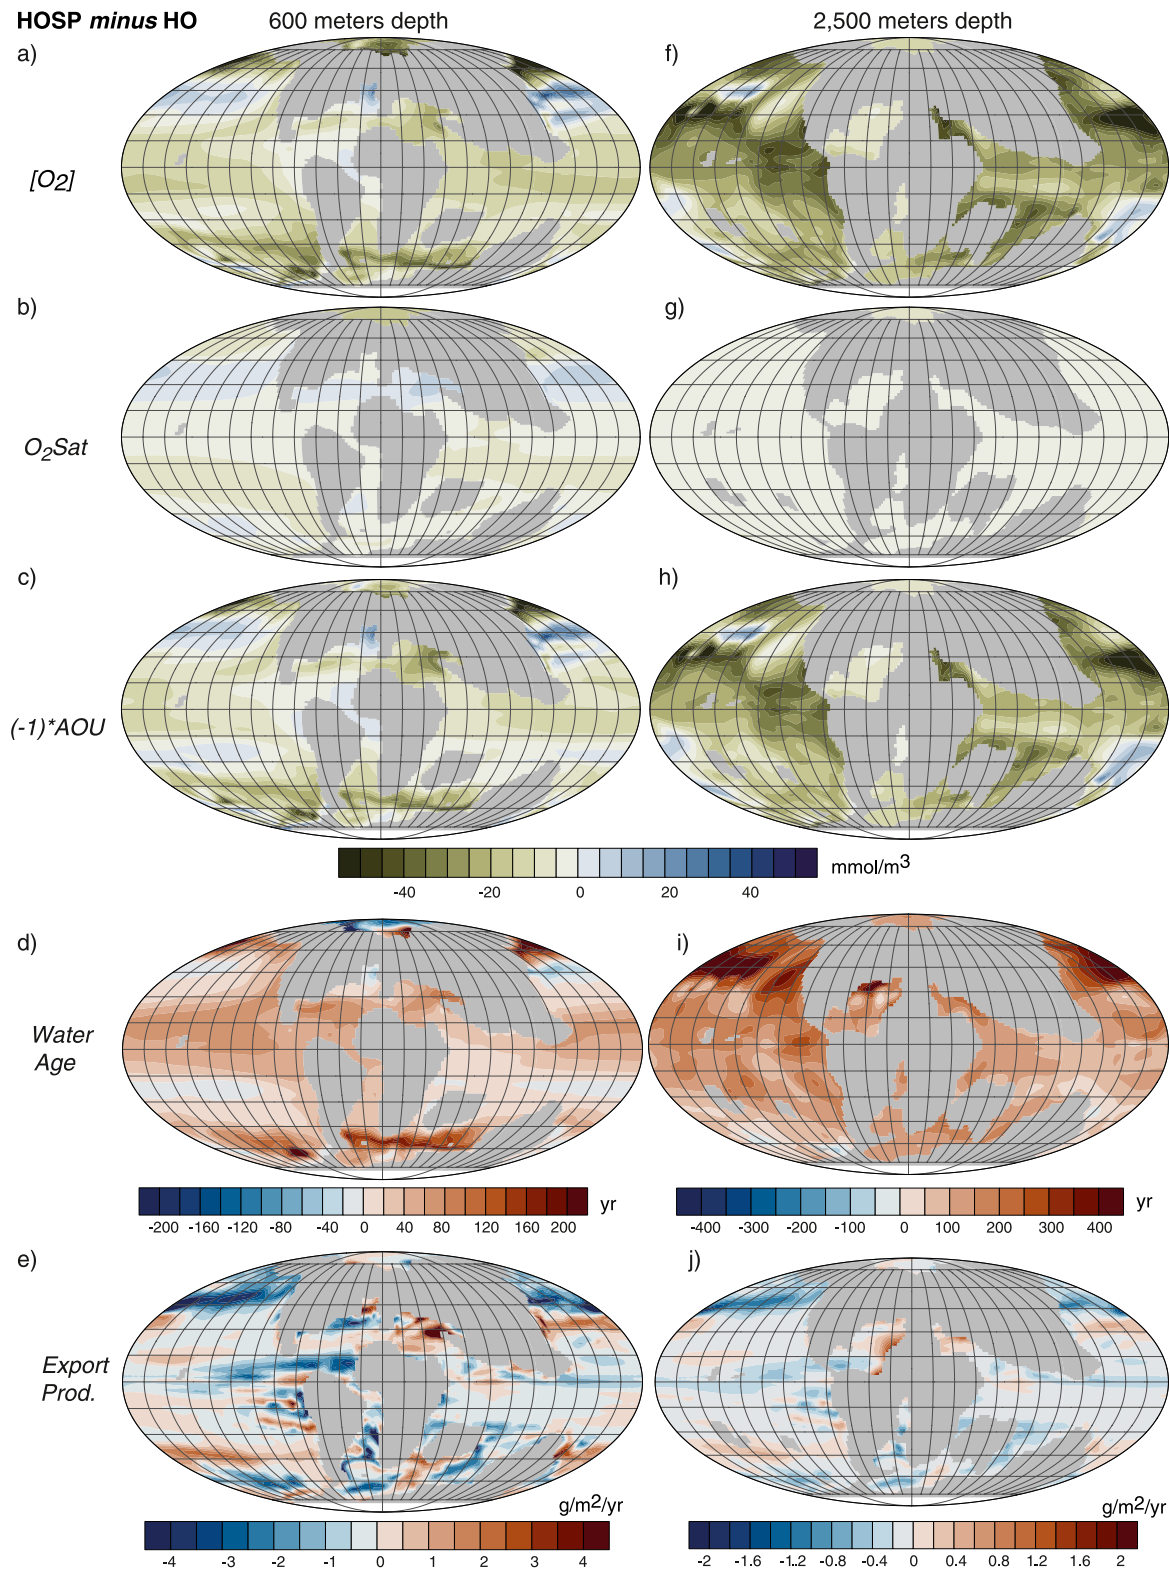 HOSP minus HO
600 meters depth
2,500 meters depth
a)
f)
[O2]
b)
g)
O2Sat
c)
h)
(-1)*AOU
mmol/m3
-40 -20 0 20 40
d)
i)
Water
Age
yr
-200 -160 -120 -80 -40 0 40 80 120 160 200
yr
-400 -300 -200 -100 0 100 200 300 400
e)
j)
Export
Prod.
g/m2/yr
-4 -3 -2 -1 0 1 2 3 4
g/m2/yr
-2 -1.6 -1.2 -0.8 -0.4 0 0.4 0.8 1.2 1.6 2